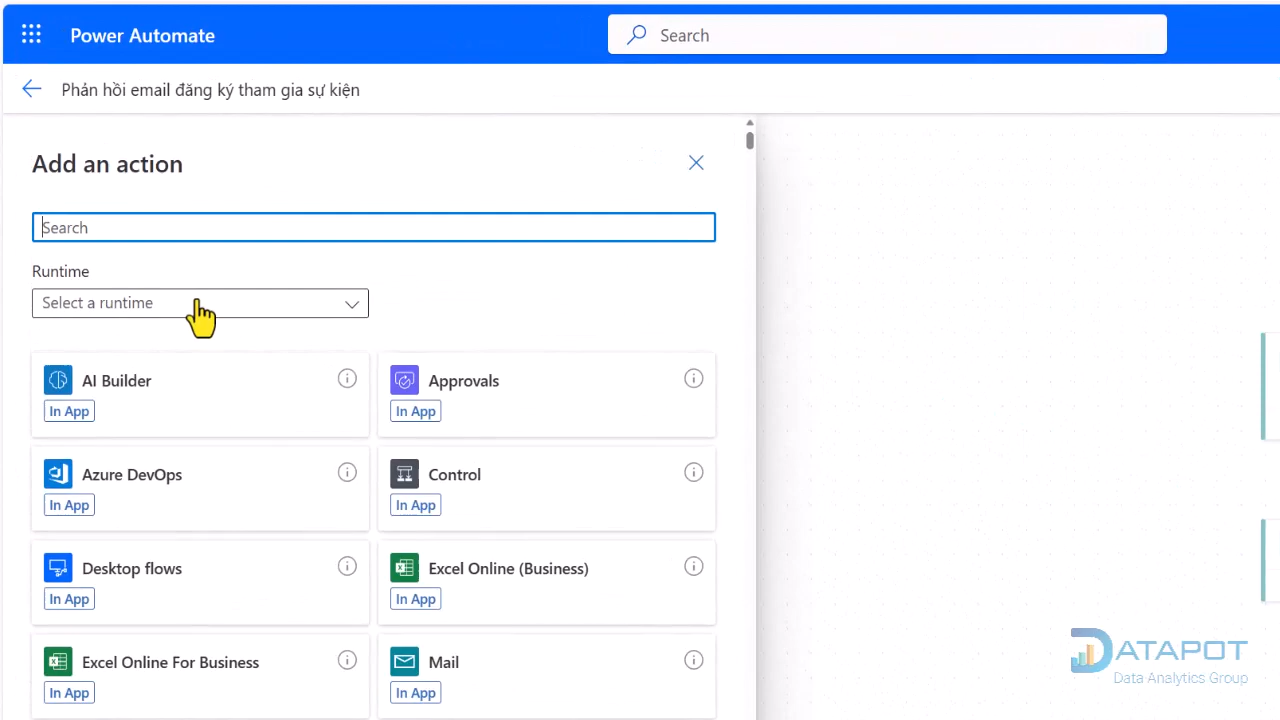 Power Automate
Search
Phản hồi email đăng ký tham gia sự kiện
Add an action
Search
Runtime
Select a runtime
AI Builder
In App
Approvals
In App
Azure DevOps
In App
Control
In App
Desktop flows
In App
Excel Online (Business)
In App
Excel Online For Business
In App
Mail
In App
DATAPOT
Data Analytics Group